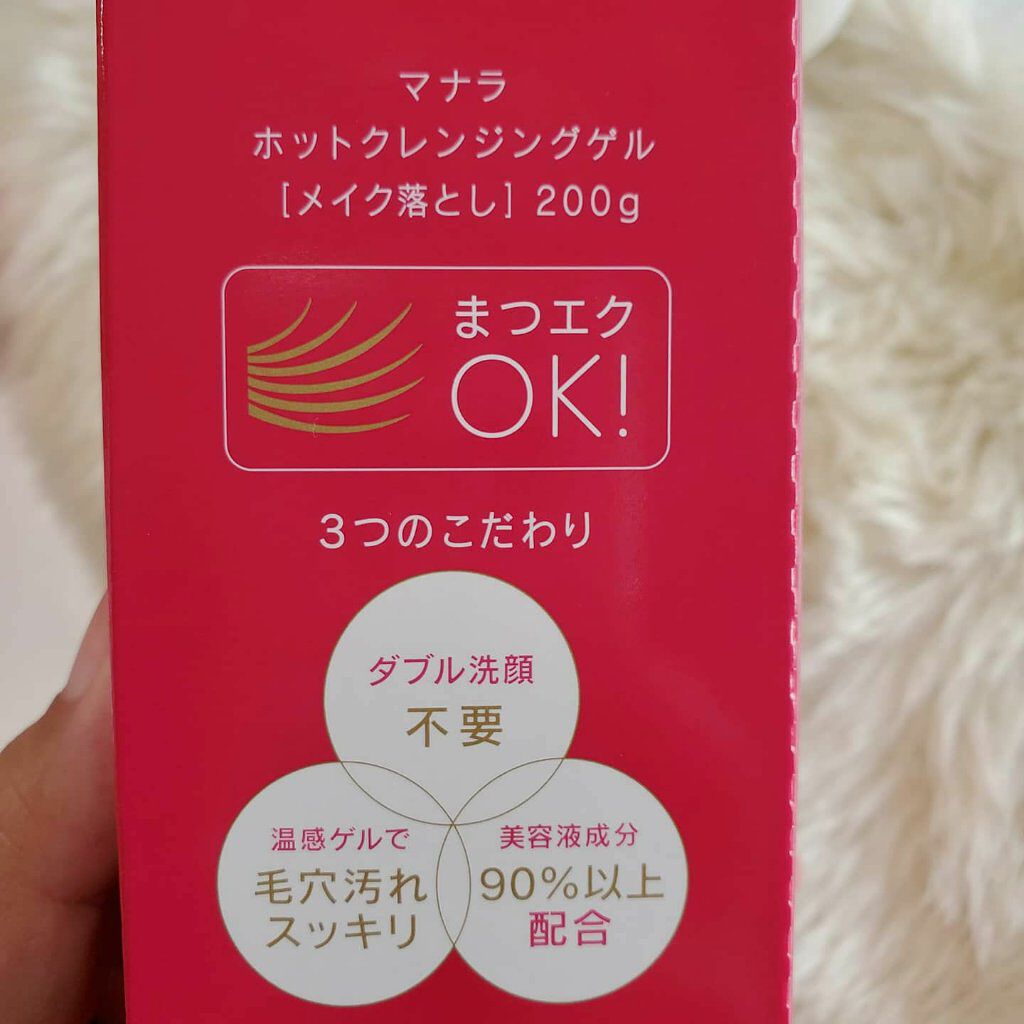 マナラ
ホットクレンジングゲル
[メイク落とし] 200g
まつエク
OK!
3つのこだわり
ダブル洗顔
不要
温感ゲルで
毛穴汚れ
スッキリ
美容液成分
90%以上
配合